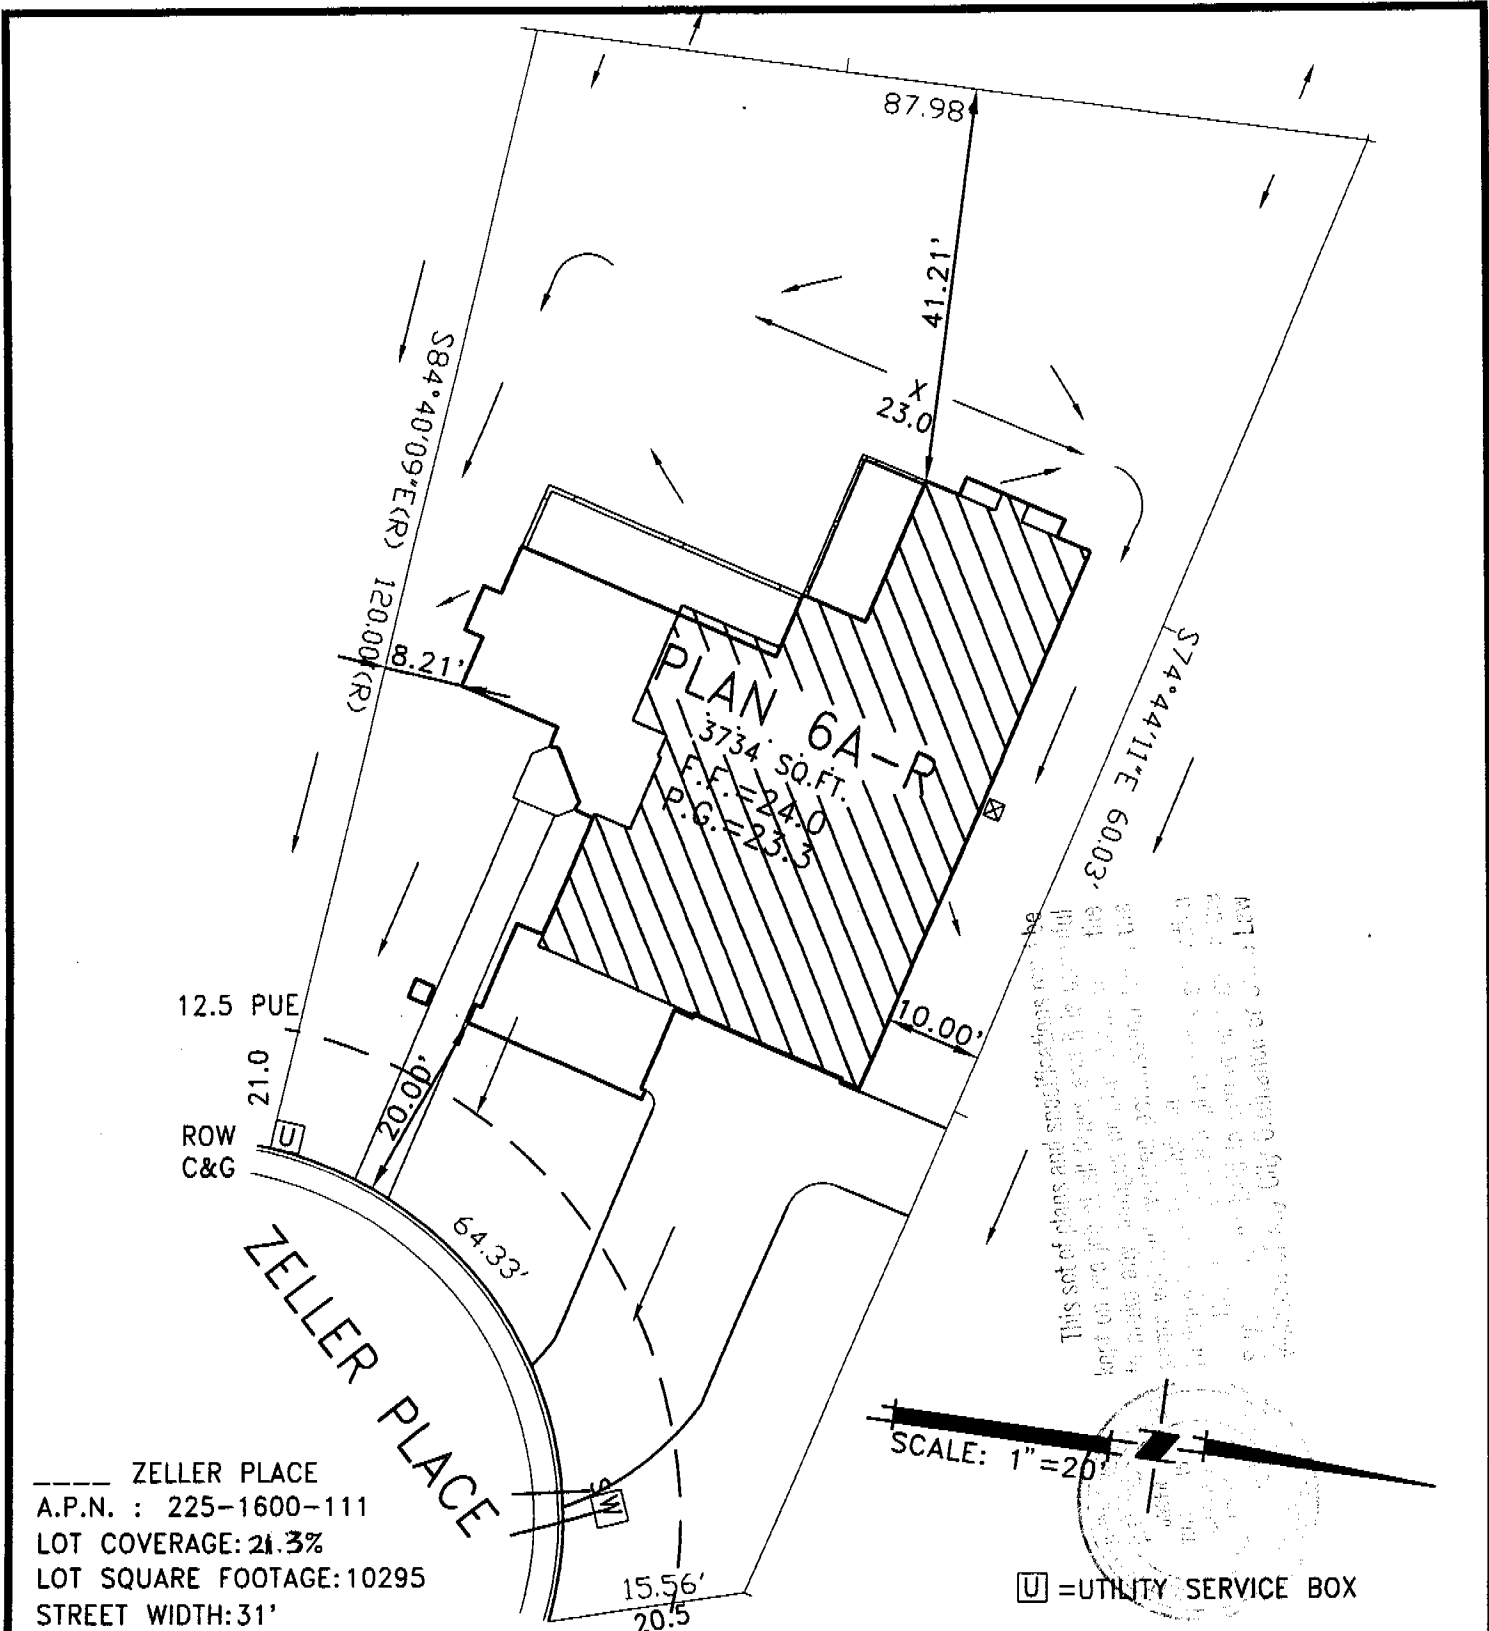 87.98
41.21'
X
23.0
S84°40'09"E(R) 120.00'(R)
8.21'
PLAN 6A-R
3734 SQ.FT.
F.F.=24.0
P.G.=23.3
S74°44'11"E 60.03'
10.00'
12.5 PUE
21.0
ROW
C&G
U
20.00'
64.33'
ZELLER PLACE
S
W
15.56'
20.5
This set of plans and specifications
SCALE: 1"=20'
____ ZELLER PLACE
A.P.N. : 225-1600-111
LOT COVERAGE: 21.3%
LOT SQUARE FOOTAGE: 10295
STREET WIDTH: 31'
U =UTILITY SERVICE BOX